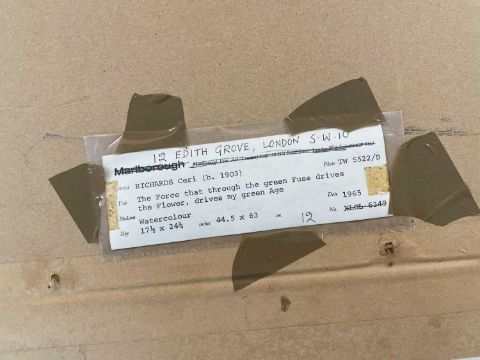 12 EDITH GROVE, LONDON S.W.10
Marlborough
Artist RICHARDS Ceri (b. 1903) Photo TW 5522/D
Title The Force that through the green Fuse drives
the Flower, drives my green Age
Medium Watercolour Date 1965
Size 17½ x 24¾ inches 44.5 x 63 cm 12 No. XLOS 6349